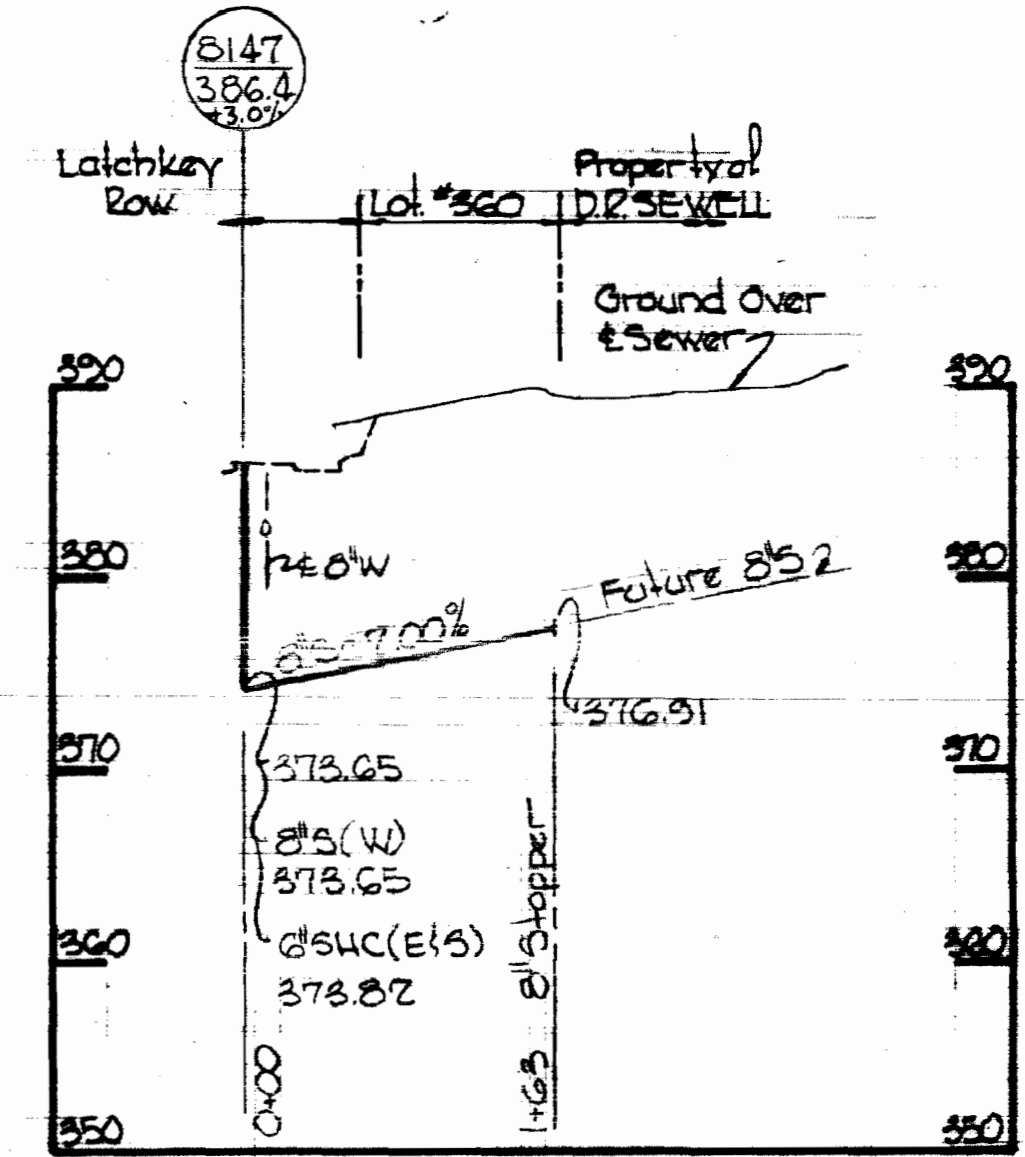 8147
386.4
+3.0%
Latchkey
Row
Lot #360
Property of
D.R. SEWELL
Ground Over
℄ Sewer
390
390
380
380
℄ 8"W
Future 8"S
376.91
370
370
373.65
8"S(W)
373.65
360
360
6"SHC(E&S)
373.82
0+00
1+63 8" Stopper
350
350